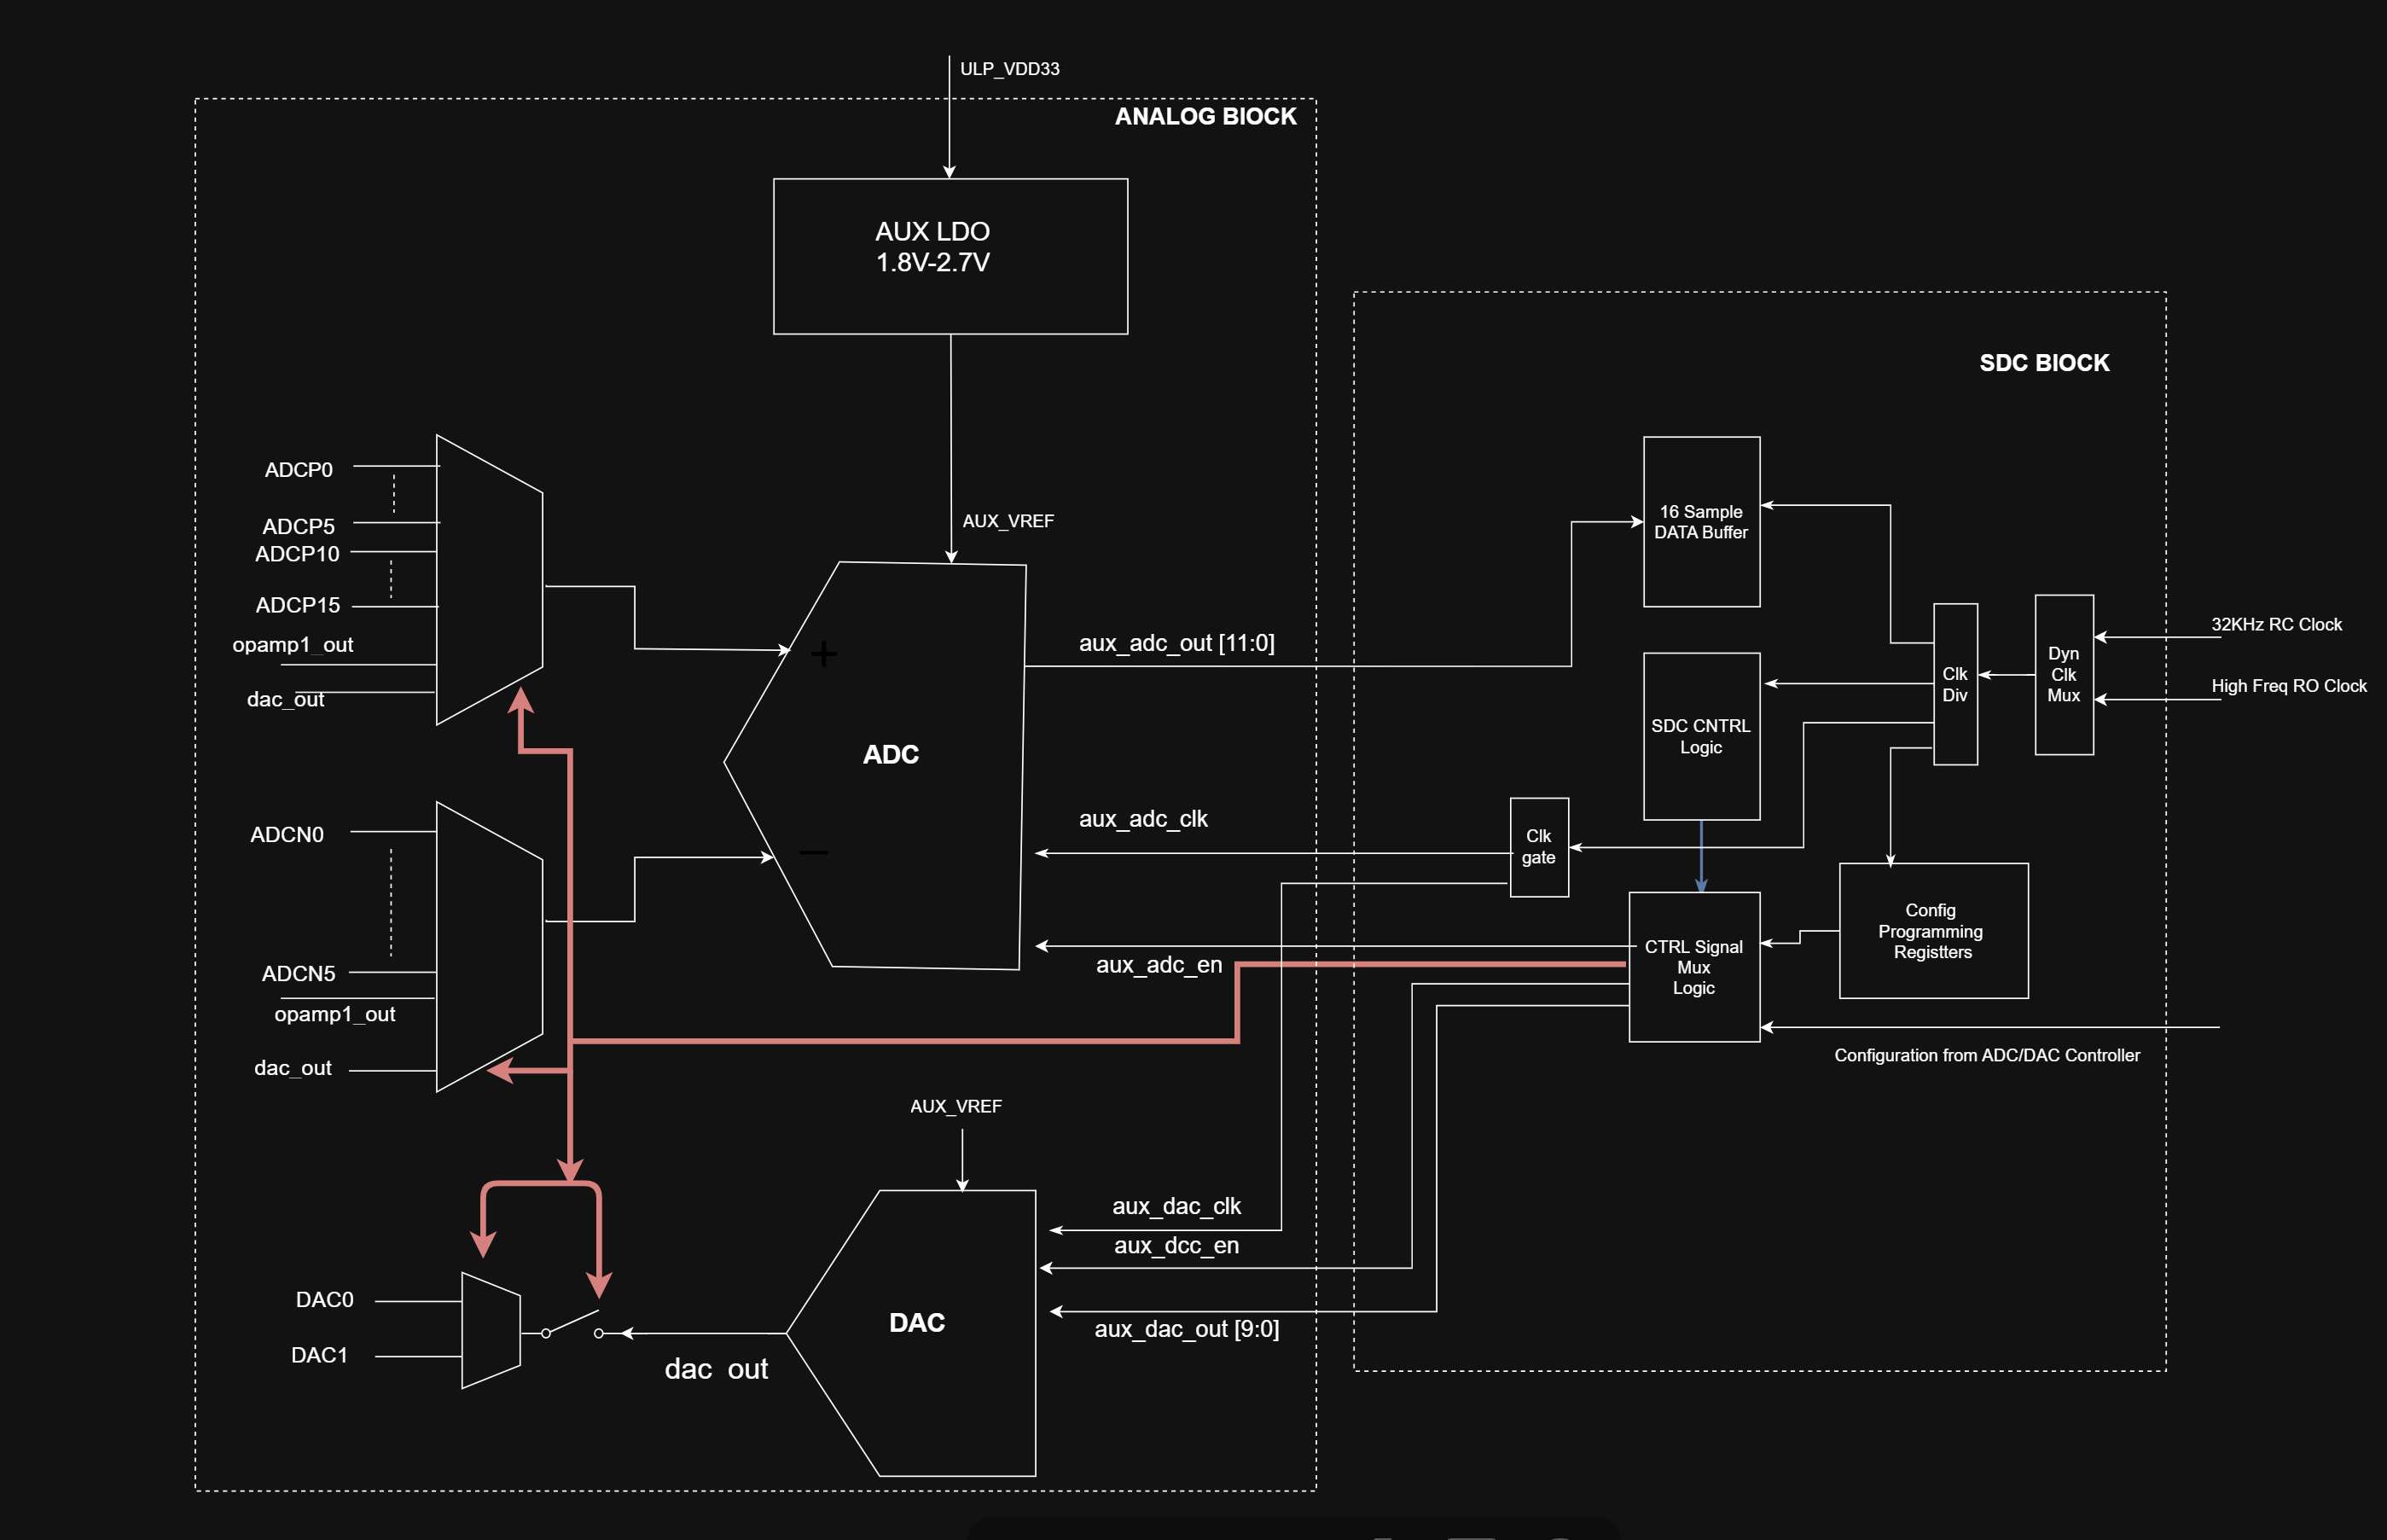 ULP_VDD33
ANALOG BIOCK
AUX LDO
1.8V-2.7V
SDC BIOCK
ADCP0
ADCP5
ADCP10
ADCP15
opamp1_out
dac_out
AUX_VREF
16 Sample
DATA Buffer
+
ADC
−
aux_adc_out [11:0]
32KHz RC Clock
High Freq RO Clock
Dyn
Clk
Mux
Clk
Div
SDC CNTRL
Logic
aux_adc_clk
Clk
gate
ADCN0
ADCN5
opamp1_out
dac_out
aux_adc_en
CTRL Signal
Mux
Logic
Config
Programming
Registters
Configuration from ADC/DAC Controller
AUX_VREF
aux_dac_clk
aux_dcc_en
aux_dac_out [9:0]
DAC
DAC0
DAC1
dac_out